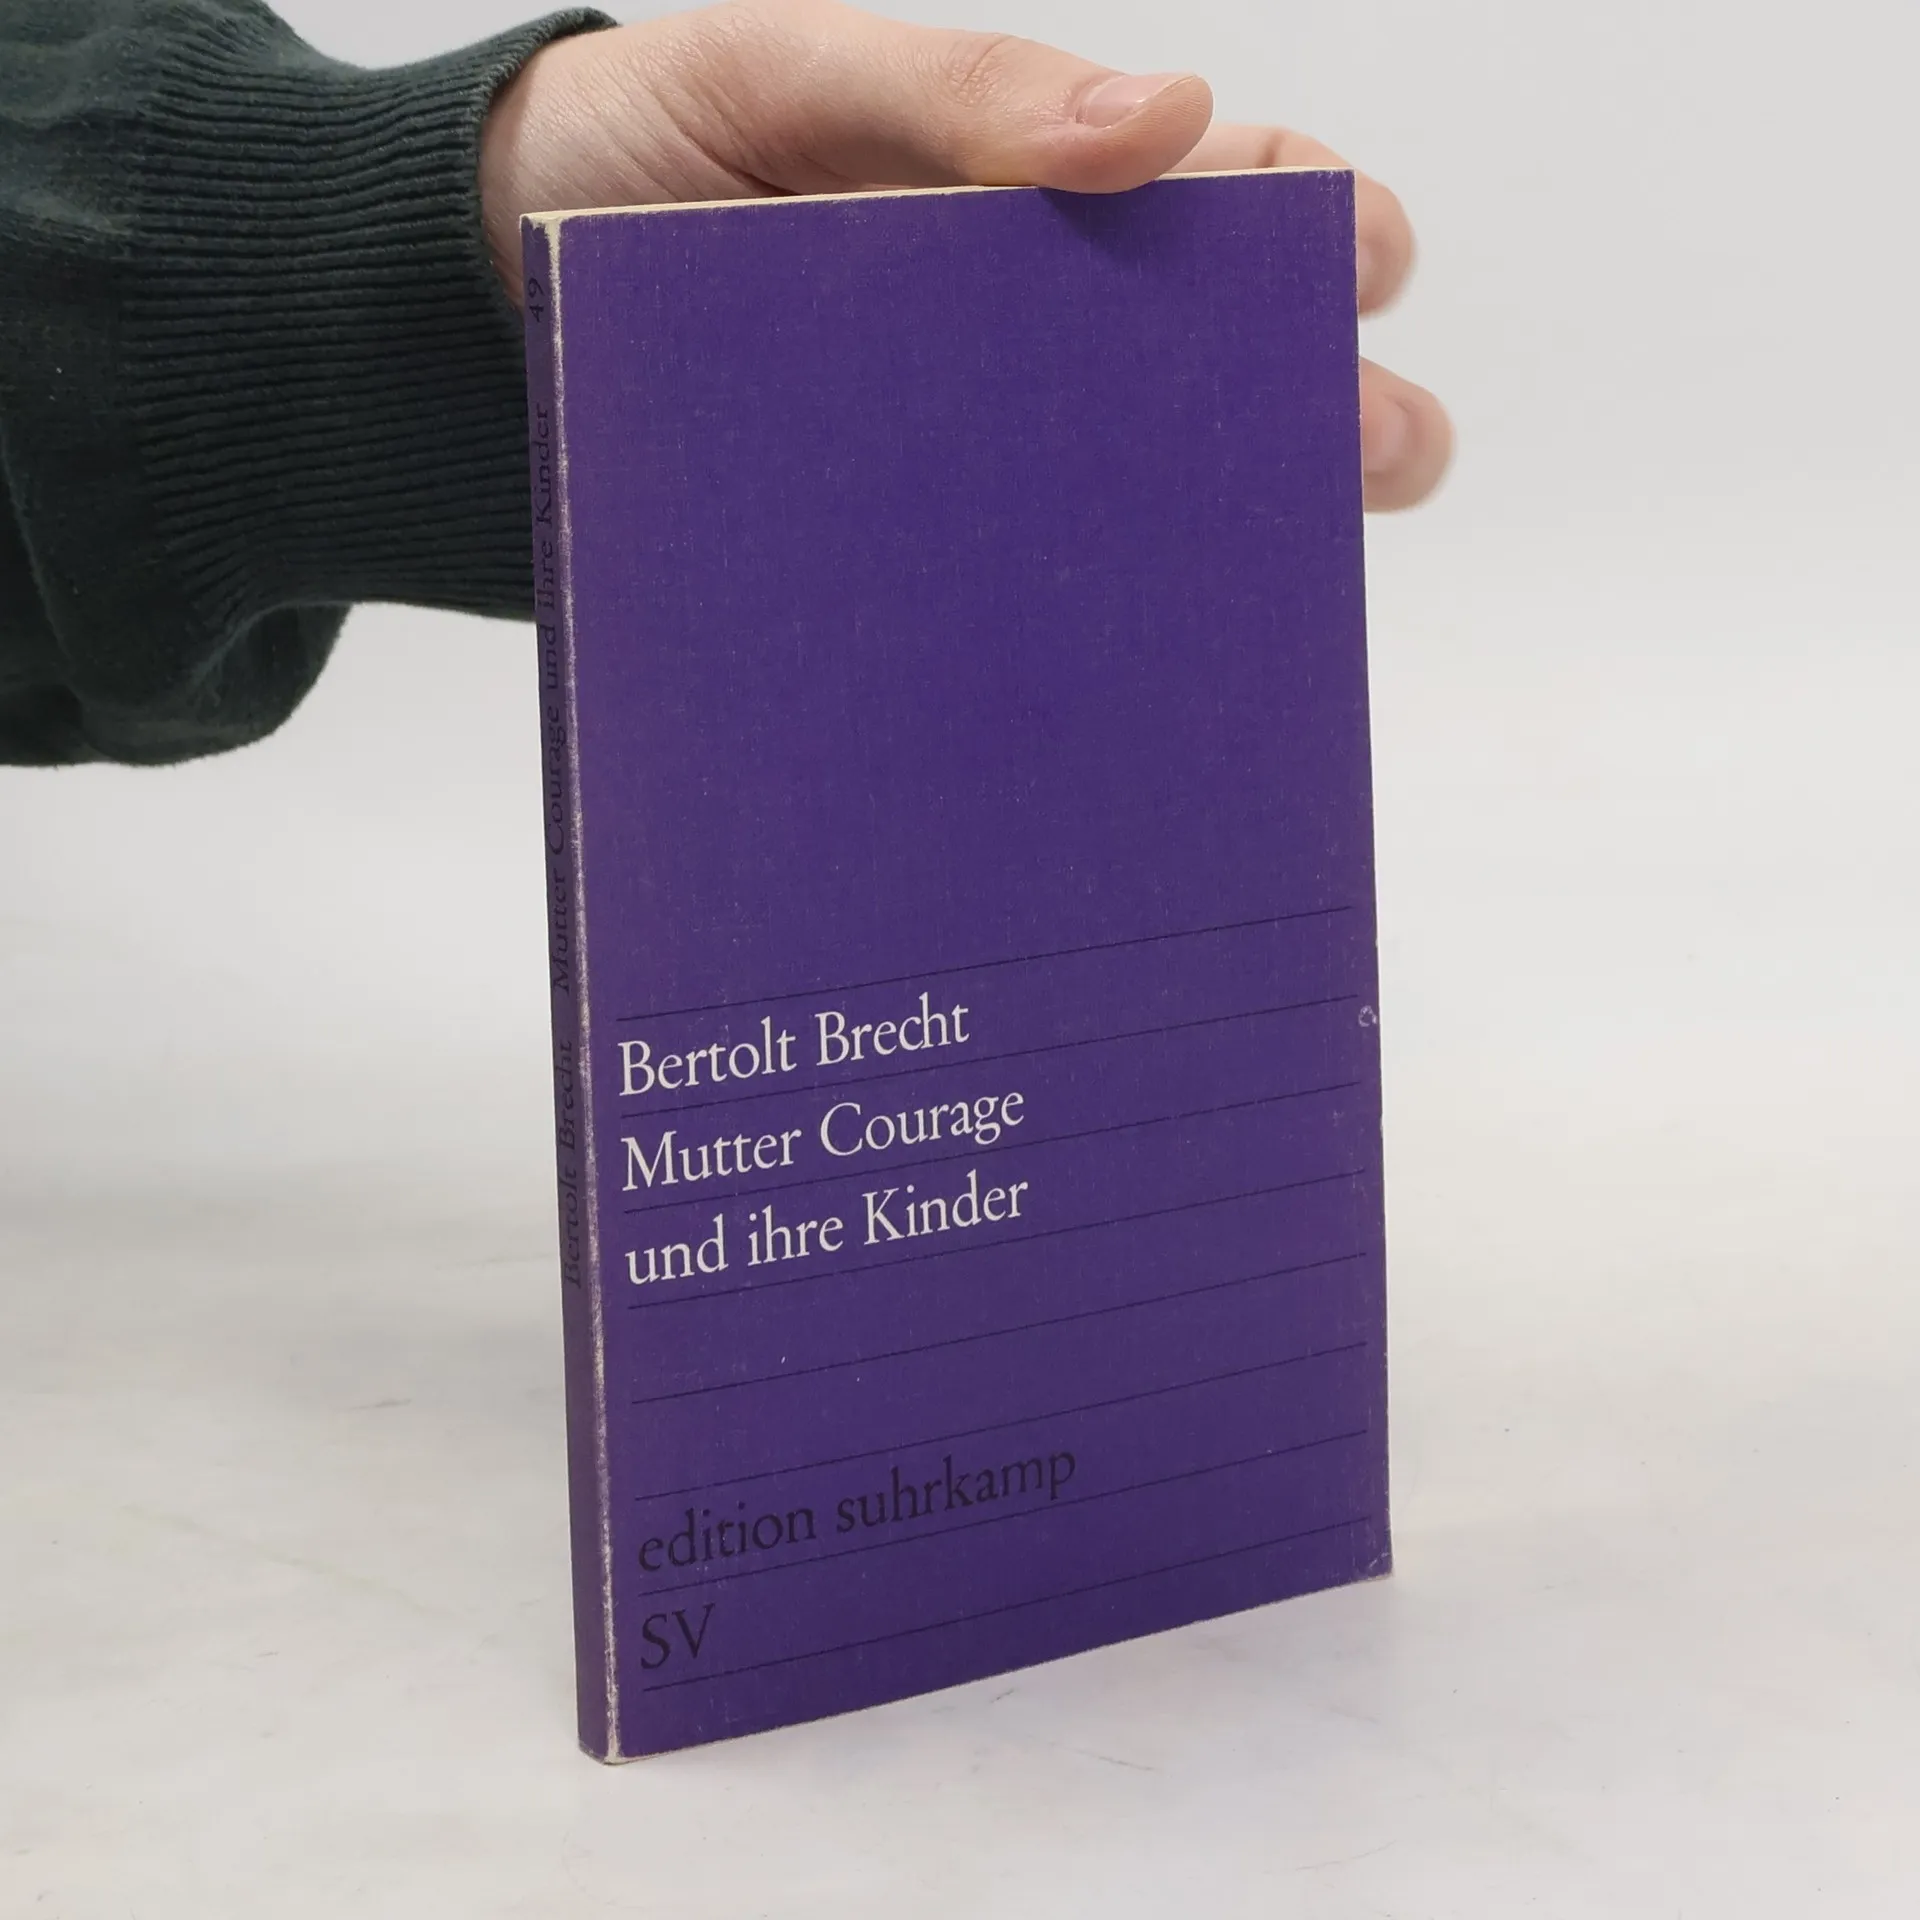 Bertolt Brecht Mutter Courage und ihre Kinder 49
Bertolt Brecht
Mutter Courage
und ihre Kinder
edition suhrkamp
SV